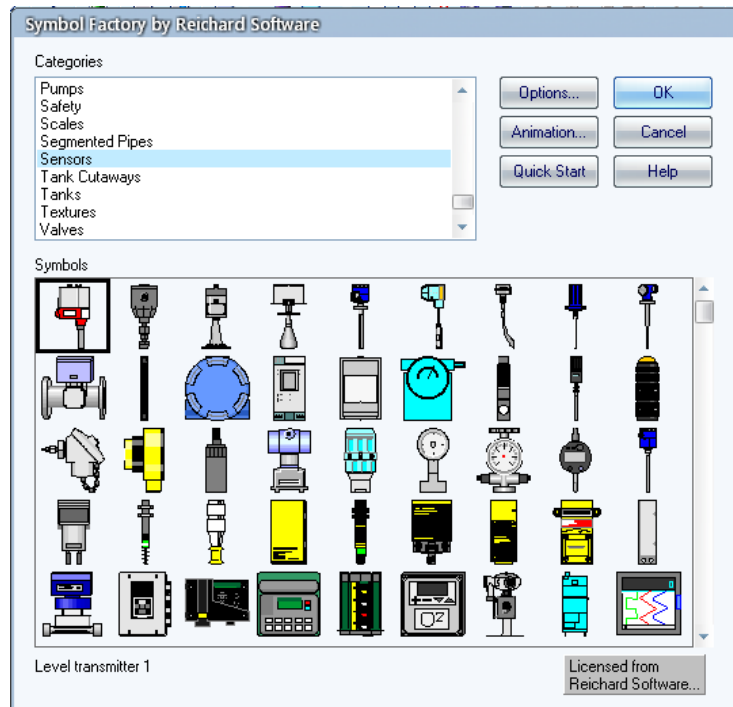 Symbol Factory by Reichard Software
Categories
Pumps
Safety
Scales
Segmented Pipes
Sensors
Tank Cutaways
Tanks
Textures
Valves
Options...
OK
Animation...
Cancel
Quick Start
Help
Symbols
O2
Level transmitter 1
Licensed from
Reichard Software...